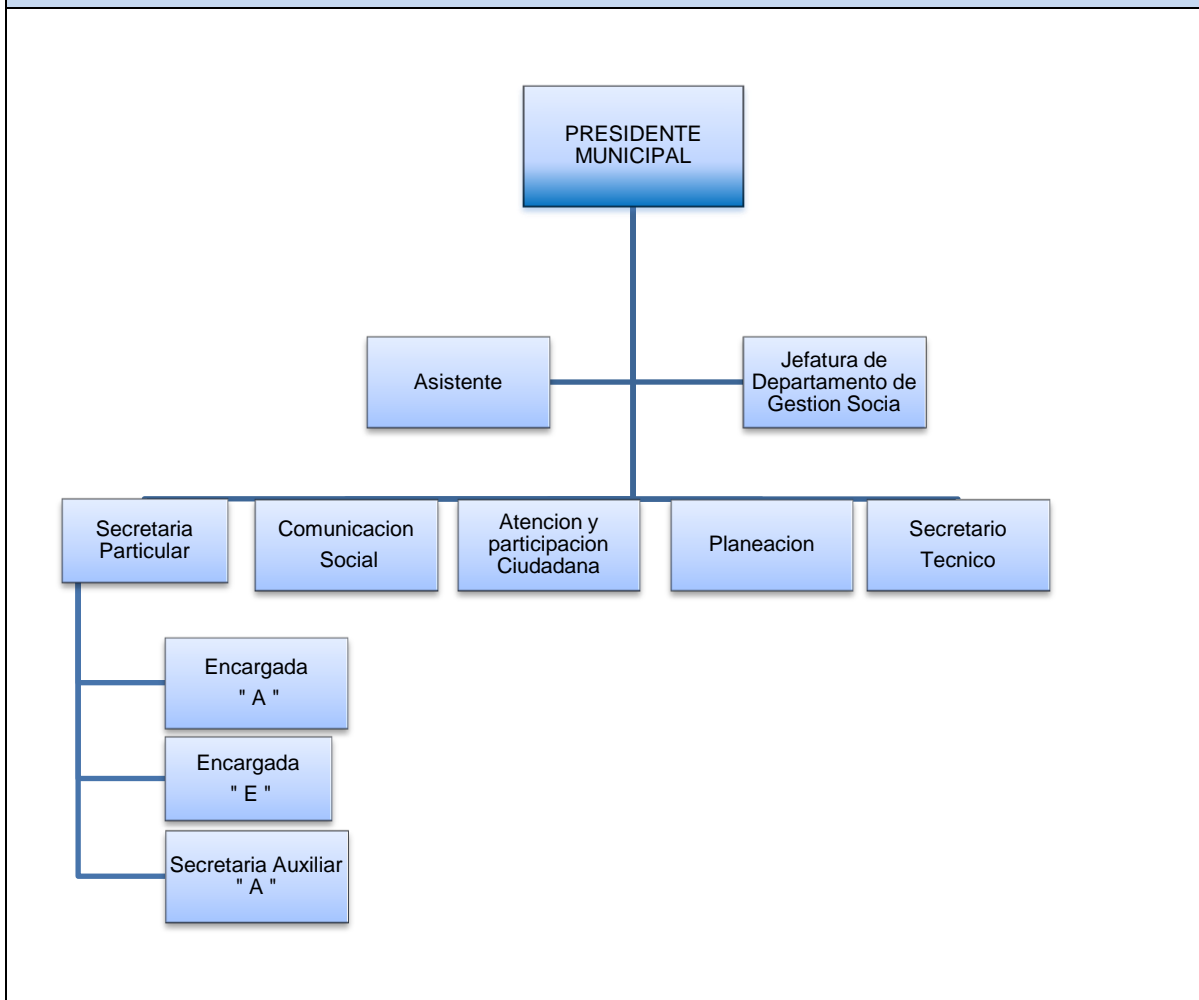 PRESIDENTE
MUNICIPAL
Asistente
Jefatura de
Departamento de
Gestion Socia
Secretaria
Particular
Comunicacion
Social
Atencion y
participacion
Ciudadana
Planeacion
Secretario
Tecnico
Encargada
" A "
Encargada
" E "
Secretaria Auxiliar
" A "